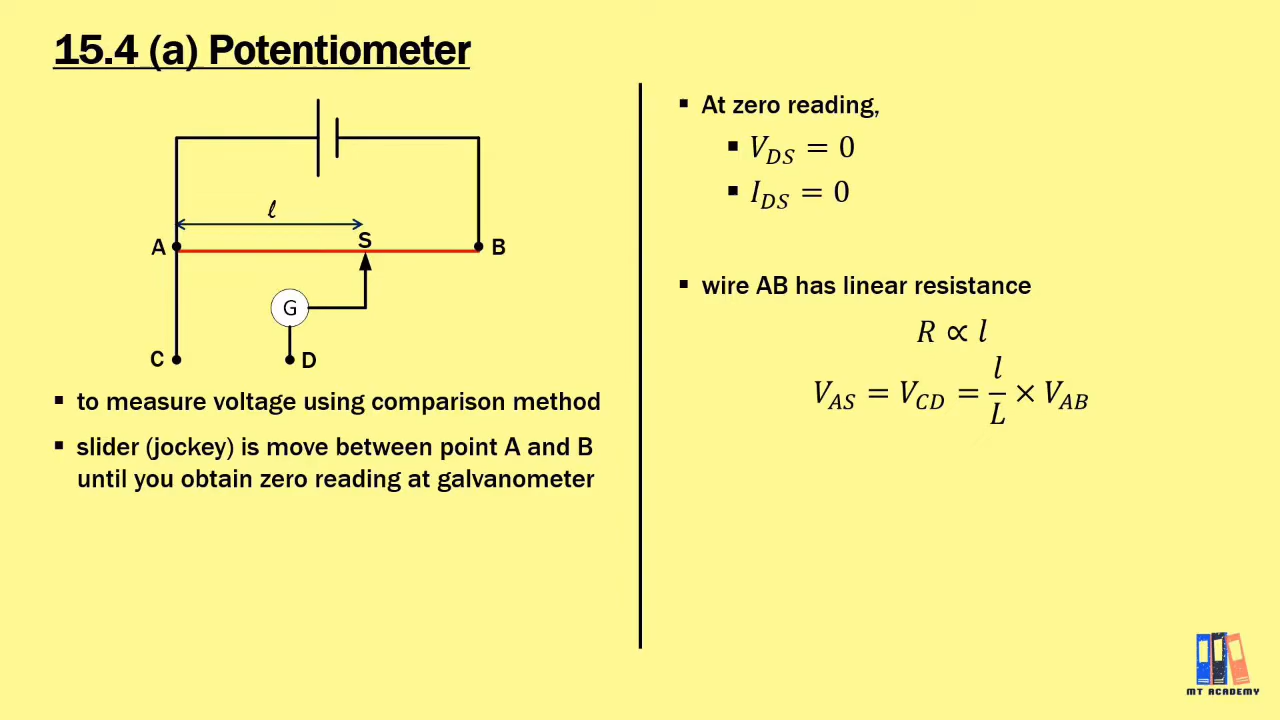 15.4 (a) Potentiometer
ℓ
A
S
B
G
C
D
▪ to measure voltage using comparison method
▪ slider (jockey) is move between point A and B
until you obtain zero reading at galvanometer
▪ At zero reading,
▪ V_DS = 0
▪ I_DS = 0
▪ wire AB has linear resistance
R ∝ l
V_AS = V_CD = l/L × V_AB
MT ACADEMY